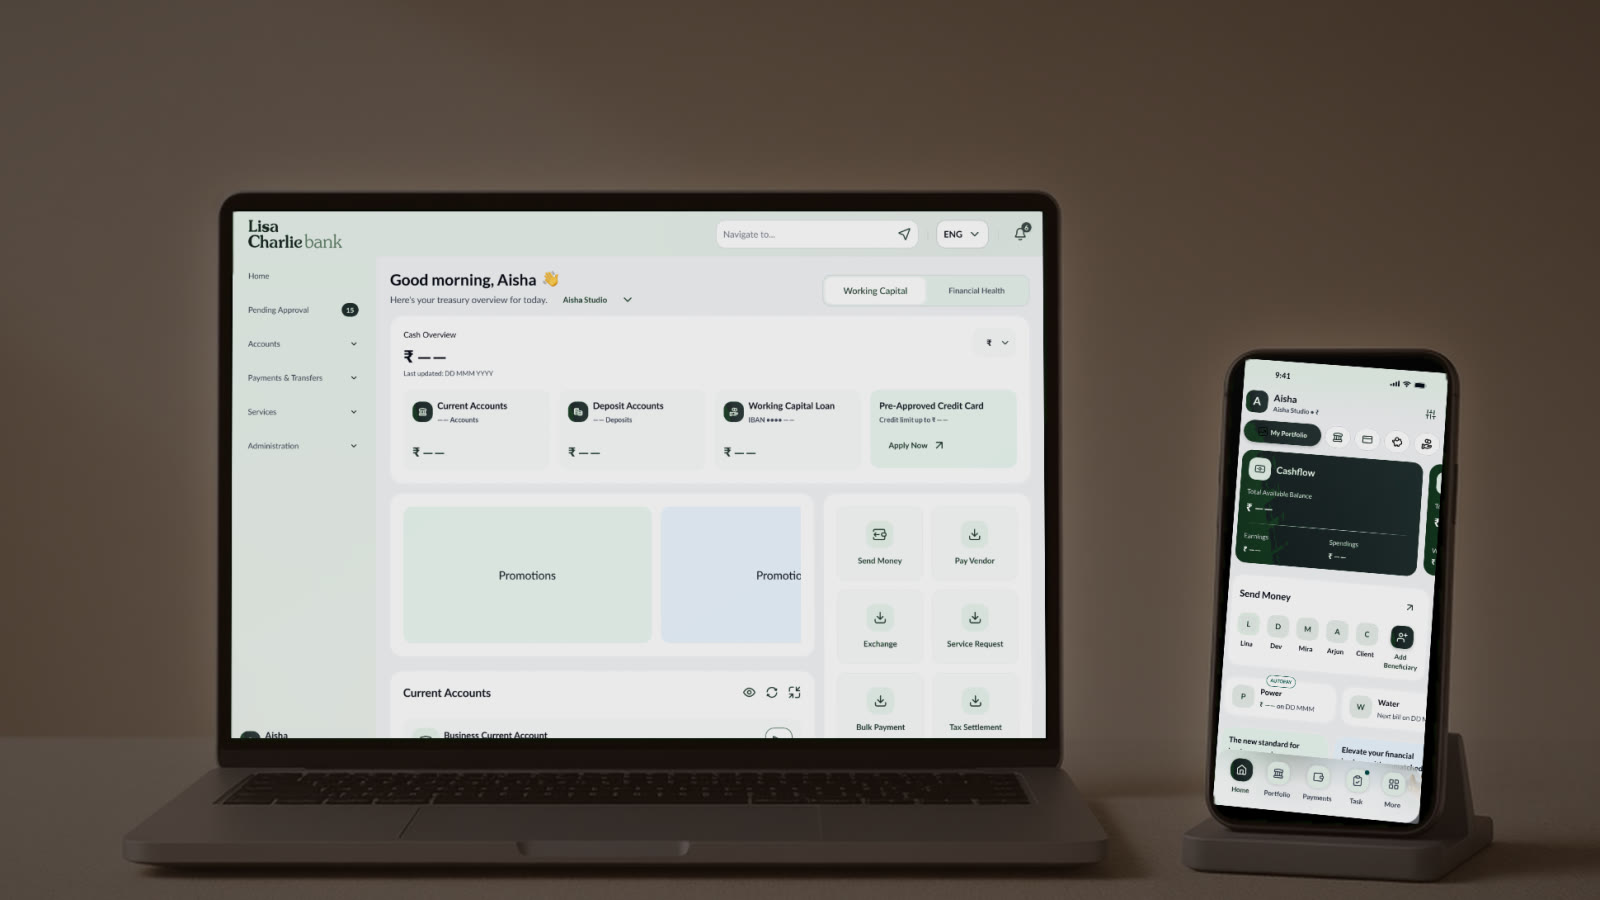 Lisa
Charlie bank
Navigate to...
ENG
6
Home
Pending Approval
15
Accounts
Payments & Transfers
Services
Administration
Aisha
Good morning, Aisha 👋
Here's your treasury overview for today.
Aisha Studio
Working Capital
Financial Health
Cash Overview
₹ ——
Last updated: DD MMM YYYY
₹
Current Accounts
—— Accounts
₹ ——
Deposit Accounts
—— Deposits
₹ ——
Working Capital Loan
IBAN •••• ——
₹ ——
Pre-Approved Credit Card
Credit limit up to ₹ ——
Apply Now
Promotions
Promotio
Send Money
Pay Vendor
Exchange
Service Request
Bulk Payment
Tax Settlement
Current Accounts
Business Current Account
9:41
A
Aisha
Aisha Studio • ₹
My Portfolio
Cashflow
Total Available Balance
₹ ——
Earnings
₹ ——
Spendings
₹ ——
Send Money
L
D
M
A
C
Lina
Dev
Mira
Arjun
Client
Add
Beneficiary
AUTOPAY
P
Power
₹ —— on DD MMM
W
Water
Next bill on DD M
The new standard for
Elevate your financial
Home
Portfolio
Payments
Task
More